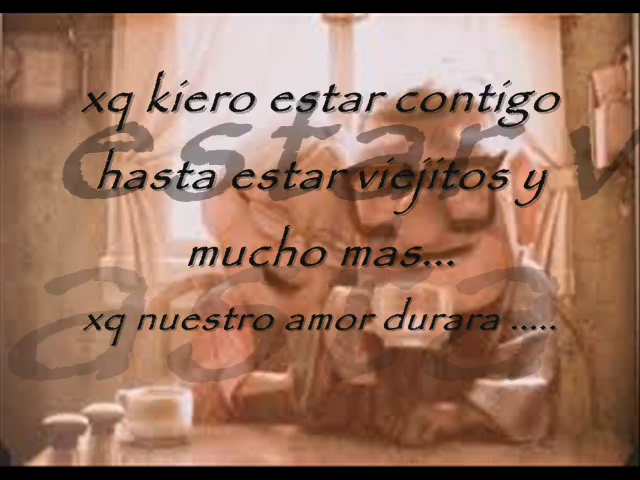 xq kiero estar contigo
hasta estar viejitos y
mucho mas...
xq nuestro amor durara .....